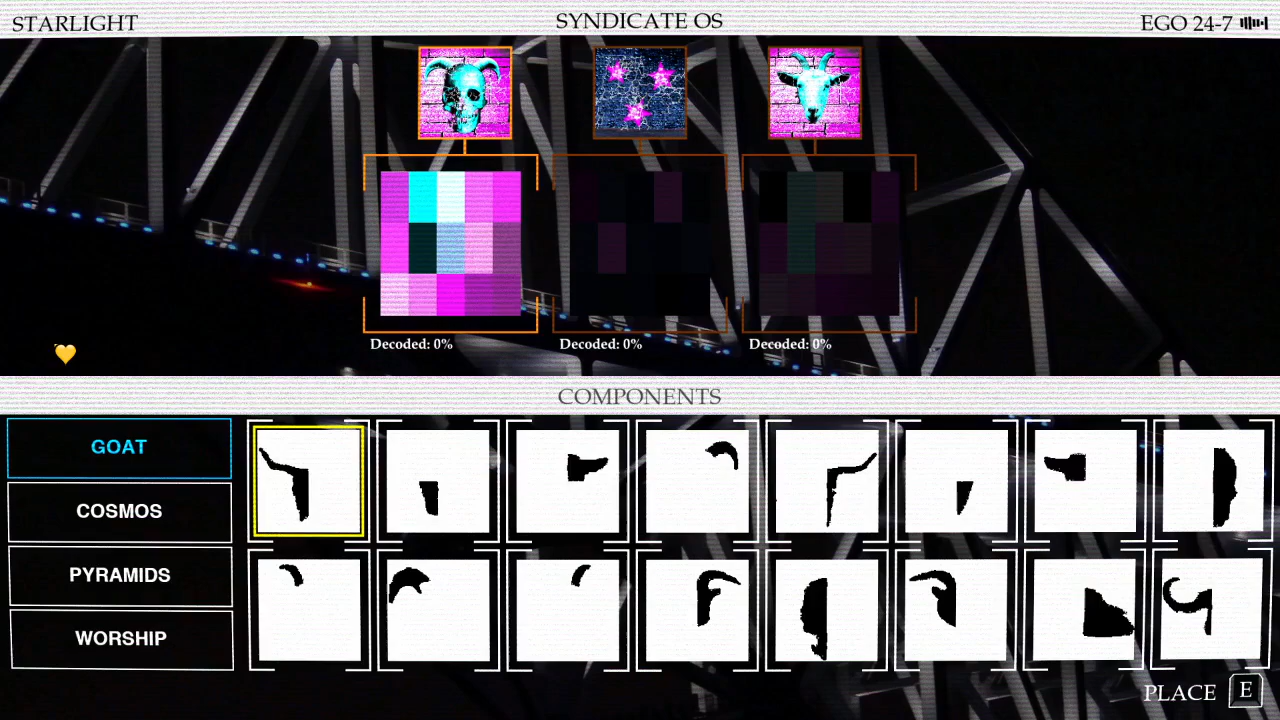 STARLIGHT
SYNDICATE OS
EGO 24-7
Decoded: 0%
Decoded: 0%
Decoded: 0%
COMPONENTS
GOAT
COSMOS
PYRAMIDS
WORSHIP
PLACE E